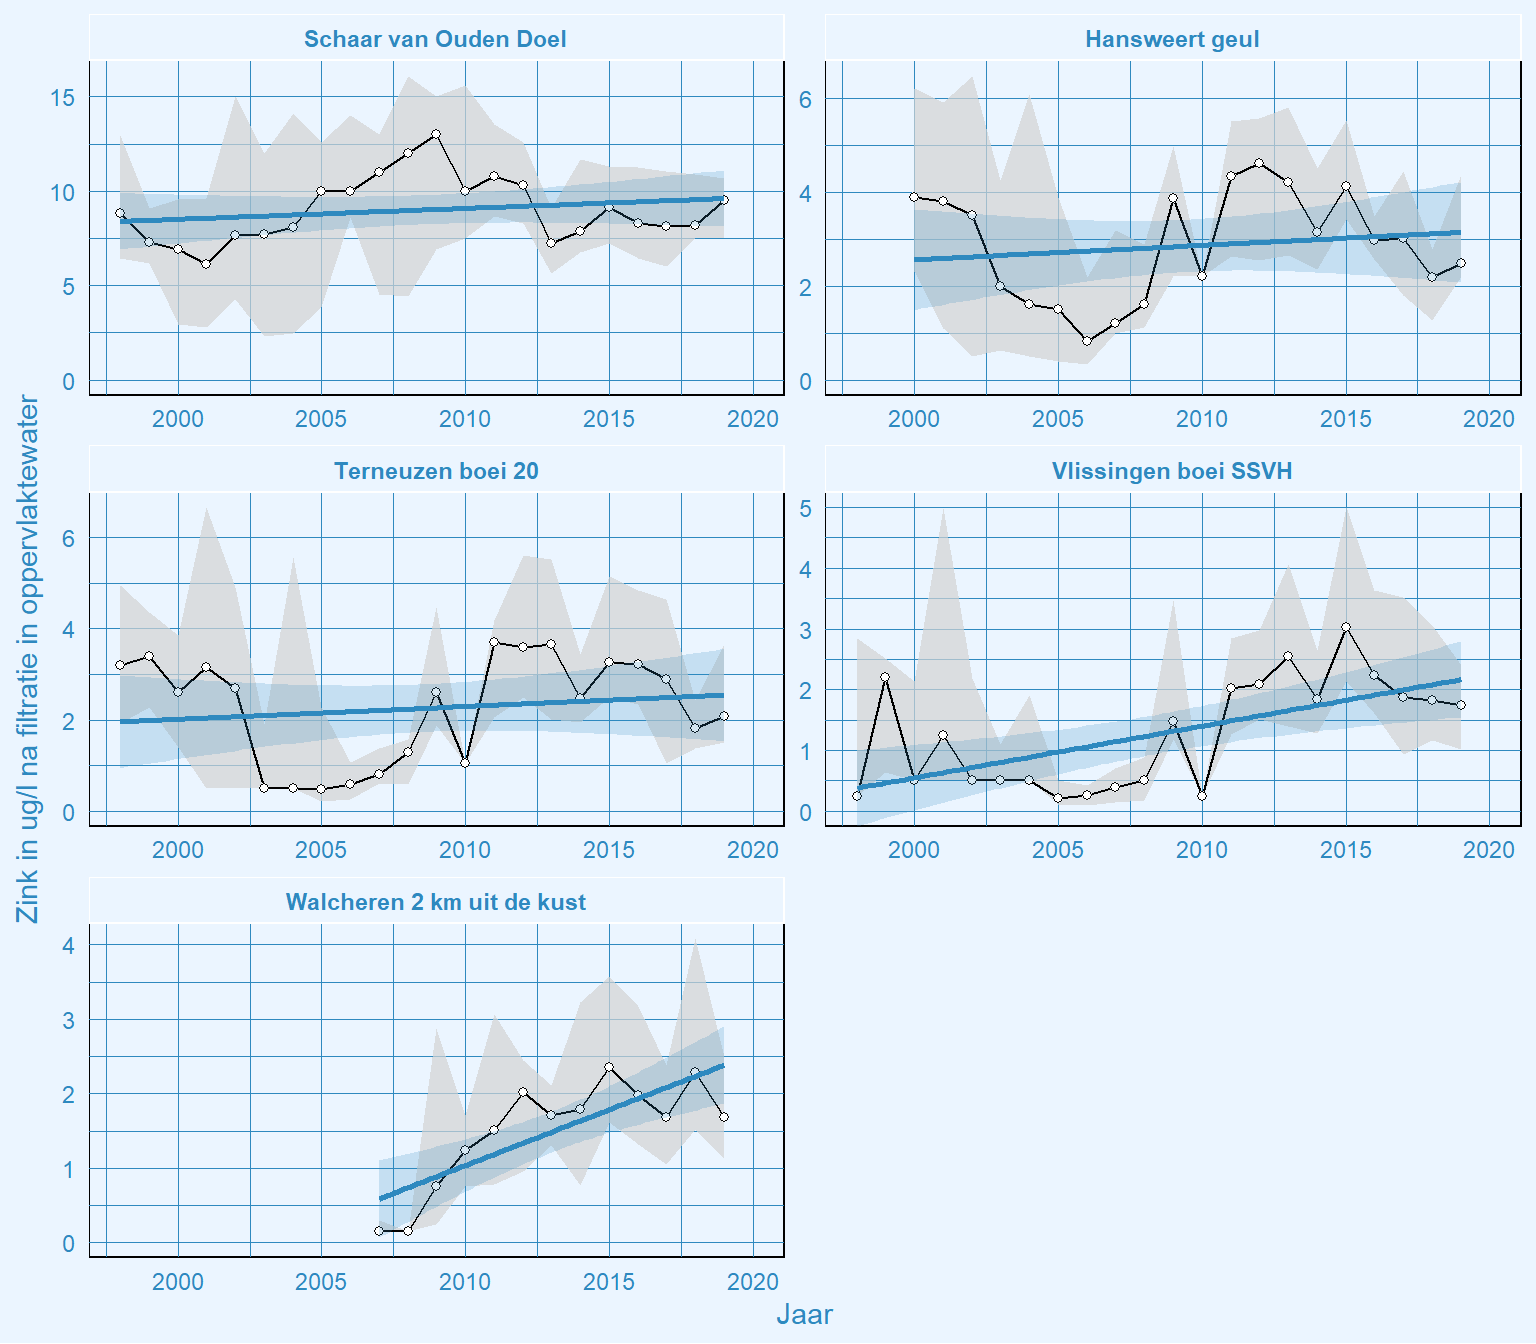 Schaar van Ouden Doel
Hansweert geul
15
10
5
0
6
4
2
0
2000 2005 2010 2015 2020
2000 2005 2010 2015 2020
Zink in ug/l na filtratie in oppervlaktewater
Terneuzen boei 20
Vlissingen boei SSVH
6
4
2
0
5
4
3
2
1
0
2000 2005 2010 2015 2020
2000 2005 2010 2015 2020
Walcheren 2 km uit de kust
4
3
2
1
0
2000 2005 2010 2015 2020
Jaar